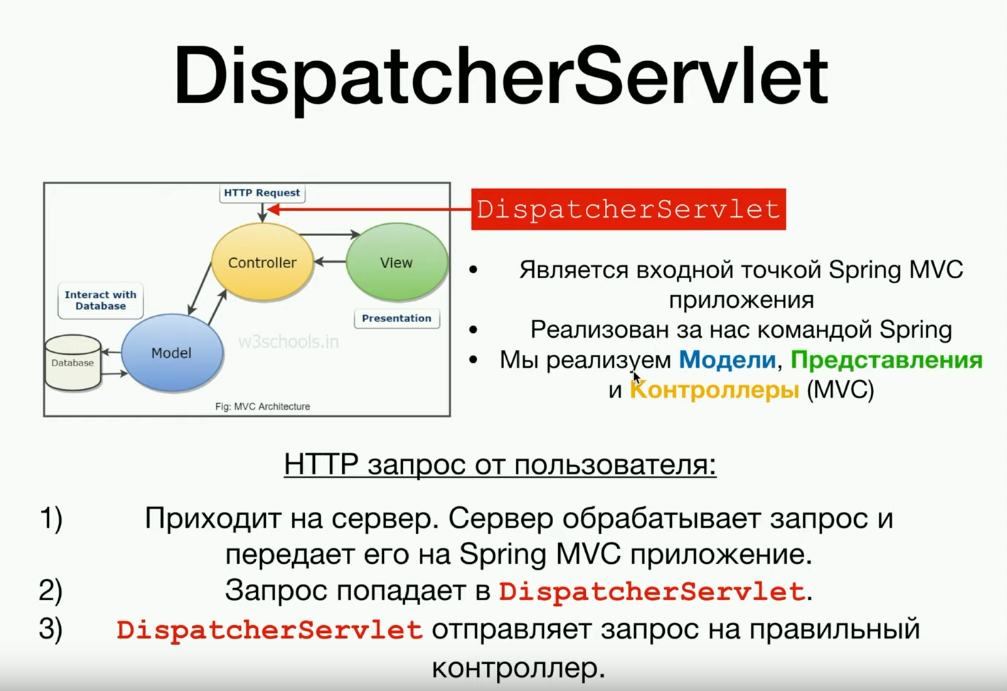 DispatcherServlet
HTTP Request
DispatcherServlet
Controller
View
Interact with
Database
Presentation
Model
Database
w3schools.in
Fig: MVC Architecture
• Является входной точкой Spring MVC
приложения
• Реализован за нас командой Spring
• Мы реализуем Модели, Представления
и Контроллеры (MVC)
HTTP запрос от пользователя:
1) Приходит на сервер. Сервер обрабатывает запрос и
передает его на Spring MVC приложение.
2) Запрос попадает в DispatcherServlet.
3) DispatcherServlet отправляет запрос на правильный
контроллер.